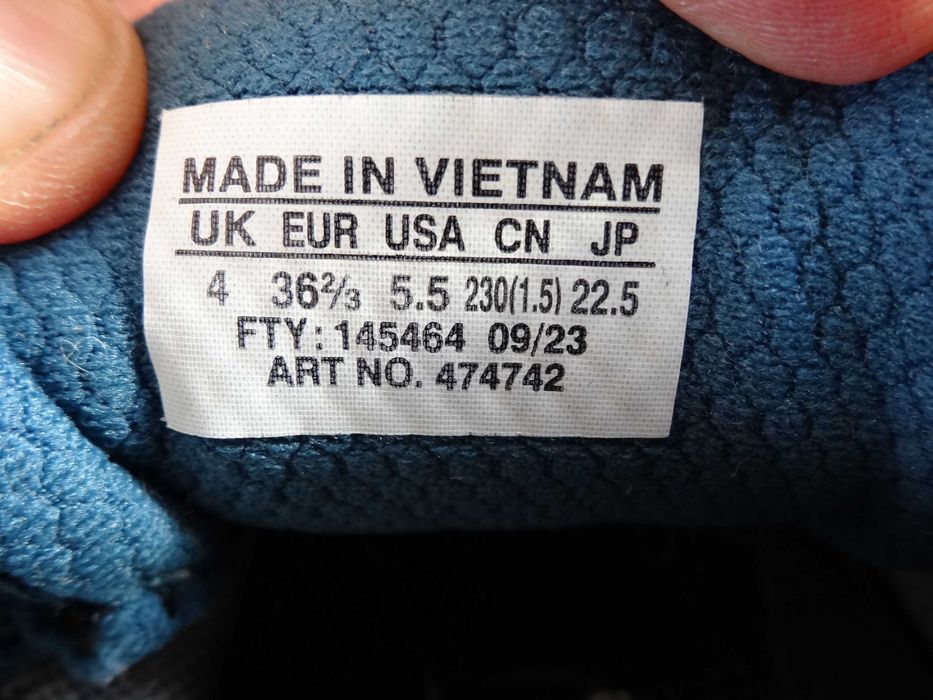 MADE IN VIETNAM
UK EUR USA CN JP
4 36⅔ 5.5 230(1.5) 22.5
FTY: 145464 09/23
ART NO. 474742